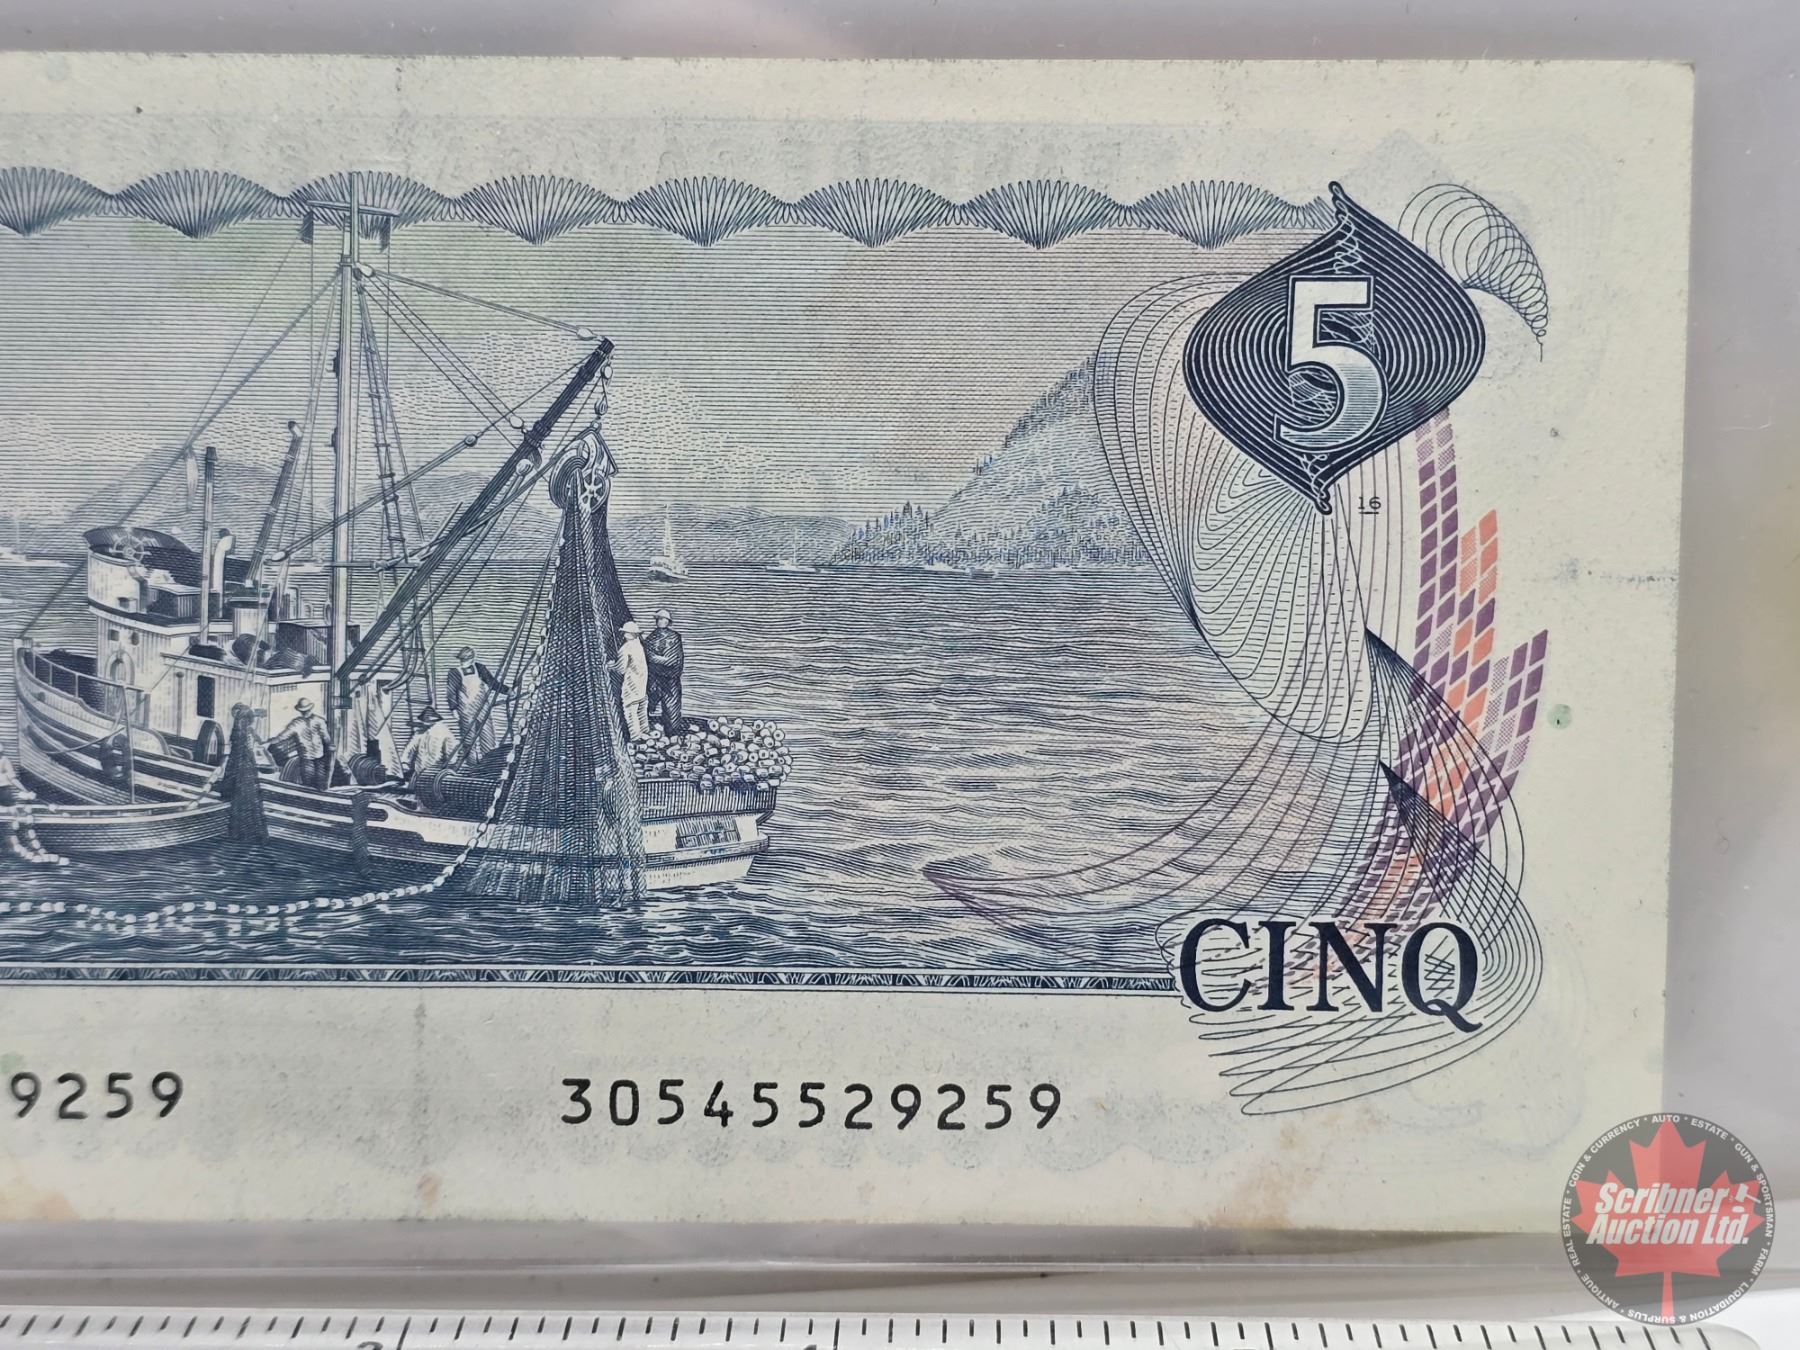 5
16
CINQ
9259
30545529259
Scribner
Auction Ltd.
COIN & CURRENCY * AUTO * ESTATE * GUN & SPORTSMAN * FARM * LIQUIDATION & SURPLUS * ANTIQUE * REAL ESTATE *